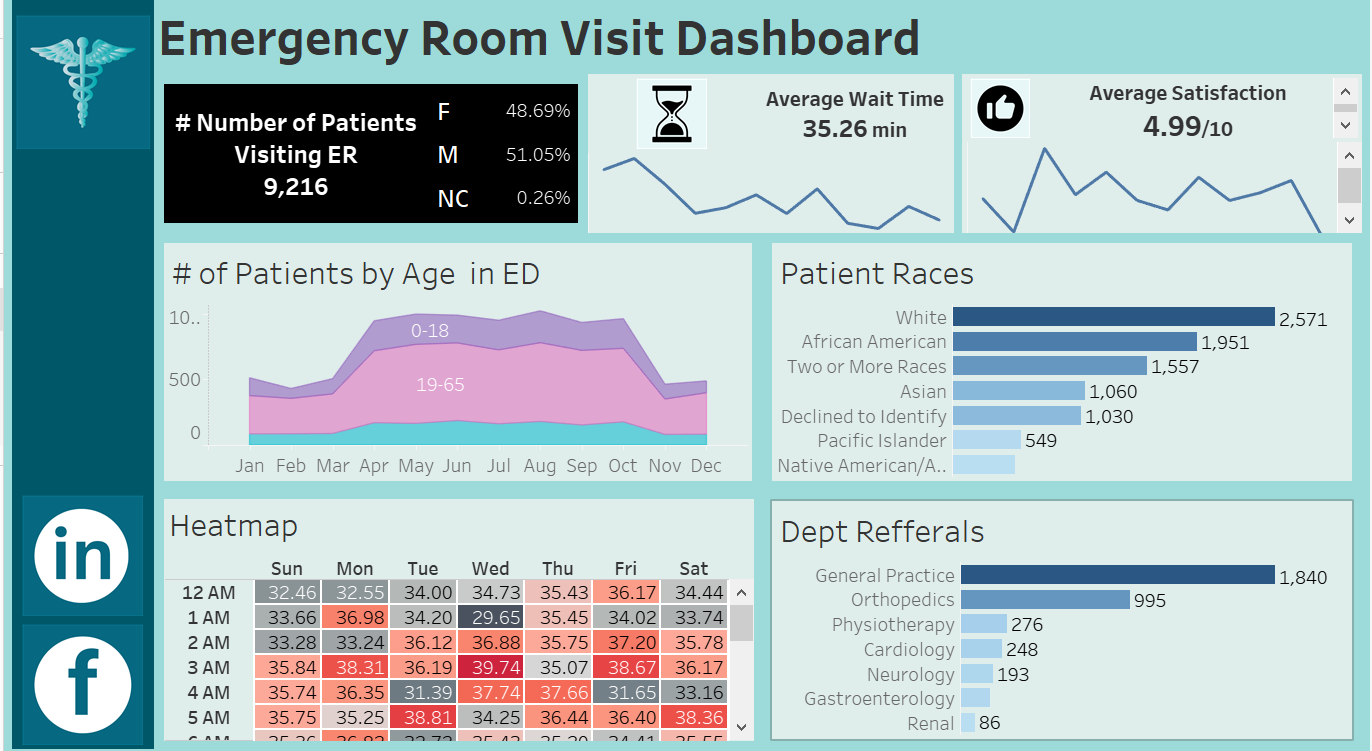 Emergency Room Visit Dashboard
# Number of Patients
Visiting ER
9,216
F 48.69%
M 51.05%
NC 0.26%
Average Wait Time
35.26 min
Average Satisfaction
4.99/10
# of Patients by Age in ED
10..
500
0
0-18
19-65
Jan Feb Mar Apr May Jun Jul Aug Sep Oct Nov Dec
Patient Races
White 2,571
African American 1,951
Two or More Races 1,557
Asian 1,060
Declined to Identify 1,030
Pacific Islander 549
Native American/A..
Heatmap
Sun Mon Tue Wed Thu Fri Sat
12 AM 32.46 32.55 34.00 34.73 35.43 36.17 34.44
1 AM 33.66 36.98 34.20 29.65 35.45 34.02 33.74
2 AM 33.28 33.24 36.12 36.88 35.75 37.20 35.78
3 AM 35.84 38.31 36.19 39.74 35.07 38.67 36.17
4 AM 35.74 36.35 31.39 37.74 37.66 31.65 33.16
5 AM 35.75 35.25 38.81 34.25 36.44 36.40 38.36
Dept Refferals
General Practice 1,840
Orthopedics 995
Physiotherapy 276
Cardiology 248
Neurology 193
Gastroenterology
Renal 86
in
f